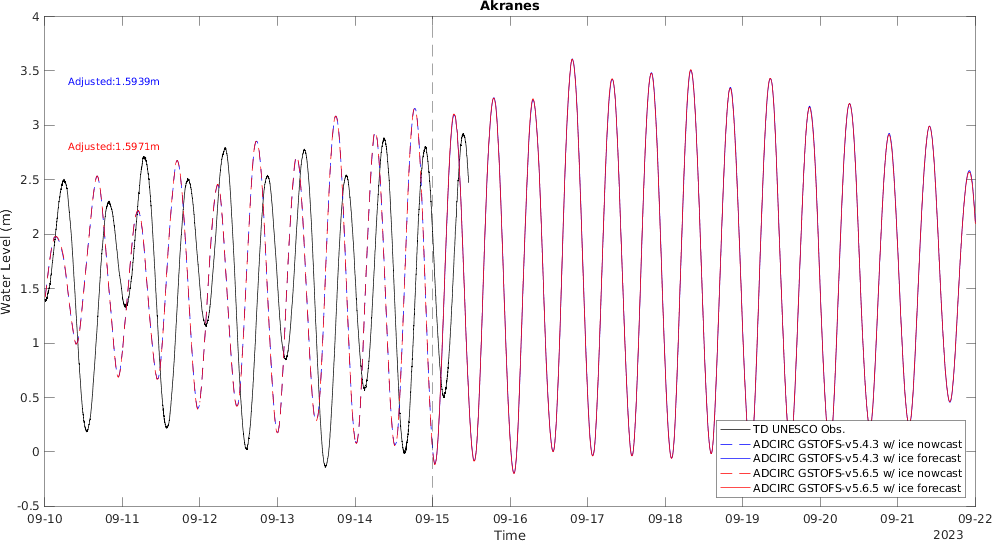 Akranes
4
3.5
3
2.5
2
1.5
1
0.5
0
-0.5
Water Level (m)
Adjusted:1.5939m
Adjusted:1.5971m
TD UNESCO Obs.
ADCIRC GSTOFS-v5.4.3 w/ ice nowcast
ADCIRC GSTOFS-v5.4.3 w/ ice forecast
ADCIRC GSTOFS-v5.6.5 w/ ice nowcast
ADCIRC GSTOFS-v5.6.5 w/ ice forecast
09-10 09-11 09-12 09-13 09-14 09-15 09-16 09-17 09-18 09-19 09-20 09-21 09-22
Time
2023